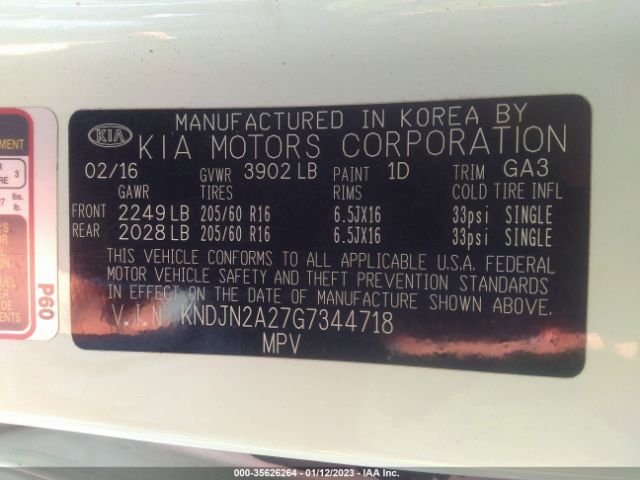 MANUFACTURED IN KOREA BY
KIA KIA MOTORS CORPORATION
02/16 GVWR 3902 LB PAINT 1D TRIM GA3
GAWR TIRES RIMS COLD TIRE INFL
FRONT 2249 LB 205/60 R16 6.5JX16 33psi SINGLE
REAR 2028 LB 205/60 R16 6.5JX16 33psi SINGLE
THIS VEHICLE CONFORMS TO ALL APPLICABLE U.S.A. FEDERAL
MOTOR VEHICLE SAFETY AND THEFT PREVENTION STANDARDS
IN EFFECT ON THE DATE OF MANUFACTURE SHOWN ABOVE.
V.I.N KNDJN2A27G7344718
MPV
P60
000-35626264 - 01/12/2023 - IAA Inc.